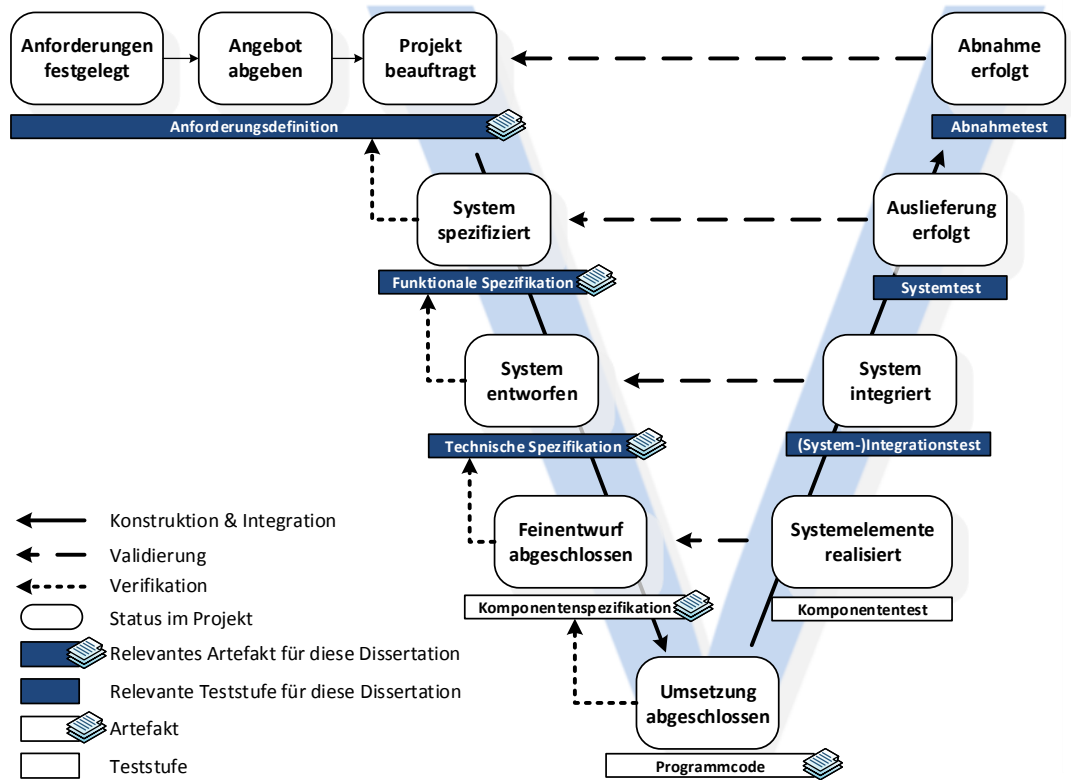 Anforderungen
festgelegt
Angebot
abgeben
Projekt
beauftragt
Abnahme
erfolgt
Anforderungsdefinition
Abnahmetest
System
spezifiziert
Auslieferung
erfolgt
Funktionale Spezifikation
Systemtest
System
entworfen
System
integriert
Technische Spezifikation
(System-)Integrationstest
Feinentwurf
abgeschlossen
Systemelemente
realisiert
Komponentenspezifikation
Komponententest
Umsetzung
abgeschlossen
Programmcode
Konstruktion & Integration
Validierung
Verifikation
Status im Projekt
Relevantes Artefakt für diese Dissertation
Relevante Teststufe für diese Dissertation
Artefakt
Teststufe